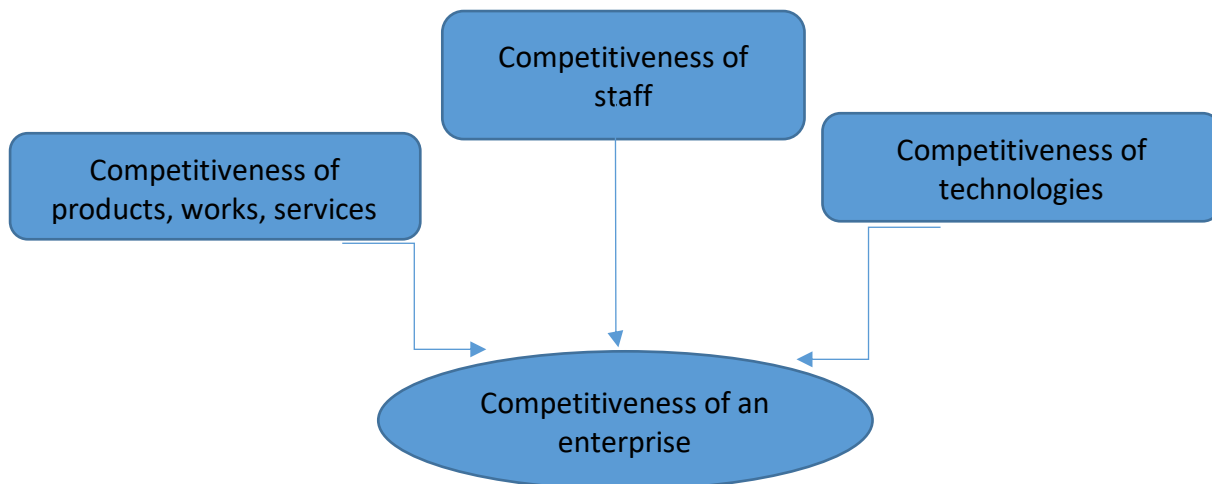 Competitiveness of
staff
Competitiveness of
products, works, services
Competitiveness of
technologies
Competitiveness of an
enterprise